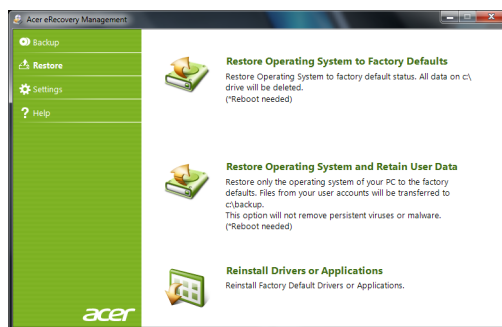 Acer eRecovery Management
Backup
Restore
Settings
? Help
Restore Operating System to Factory Defaults
Restore Operating System to factory default status. All data on c:\
drive will be deleted.
(*Reboot needed)
Restore Operating System and Retain User Data
Restore only the operating system of your PC to the factory
defaults. Files from your user accounts will be transferred to
c:\backup.
This option will not remove persistent viruses or malware.
(*Reboot needed)
Reinstall Drivers or Applications
Reinstall Factory Default Drivers or Applications.
acer